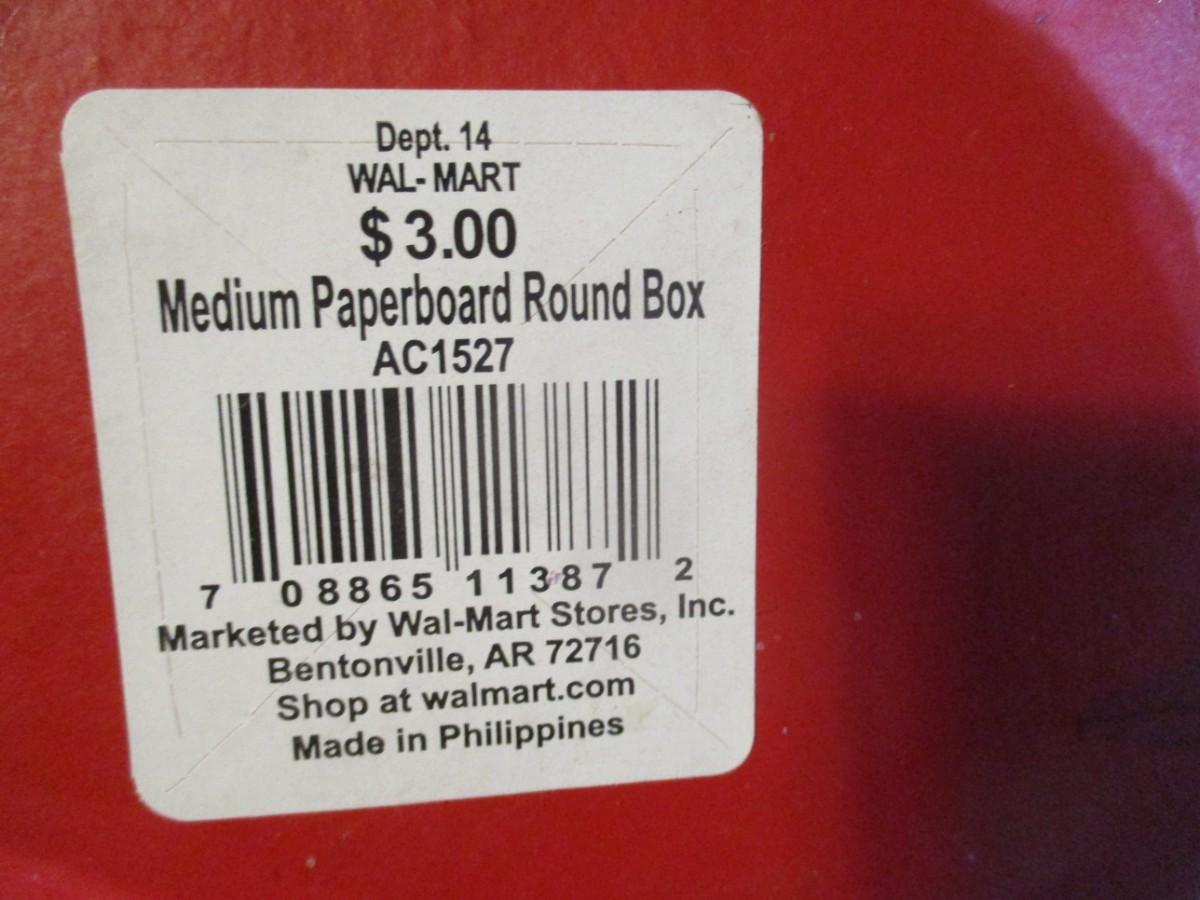 Dept. 14
WAL-MART
$3.00
Medium Paperboard Round Box
AC1527
7 08865 11387 2
Marketed by Wal-Mart Stores, Inc.
Bentonville, AR 72716
Shop at walmart.com
Made in Philippines